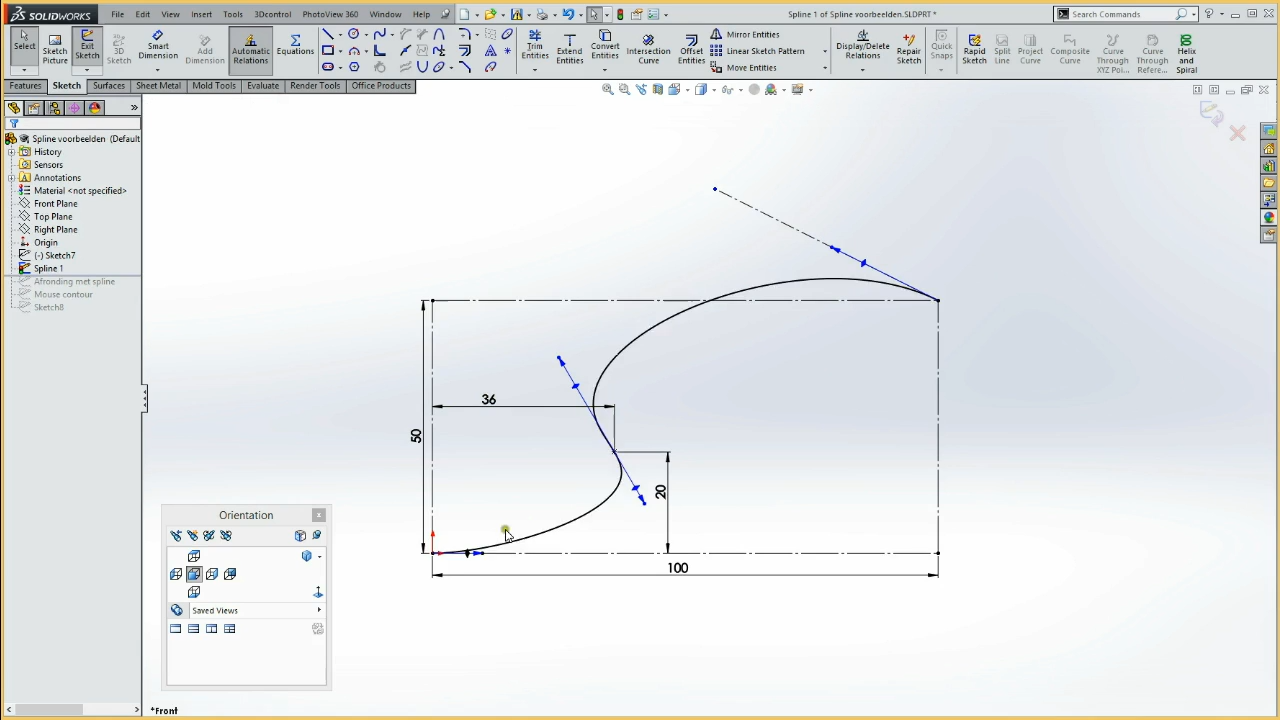 SOLIDWORKS
File Edit View Insert Tools 3Dcontrol PhotoView 360 Window Help
Spline 1 of Spline voorbeelden.SLDPRT *
Search Commands
Select
Sketch Picture
Exit Sketch
3D Sketch
Smart Dimension
Add Dimension
Automatic Relations
Equations
Trim Entities
Extend Entities
Convert Entities
Intersection Curve
Offset Entities
Mirror Entities
Linear Sketch Pattern
Move Entities
Display/Delete Relations
Repair Sketch
Quick Snaps
Rapid Sketch
Split Line
Project Curve
Composite Curve
Curve Through XYZ Poi...
Curve Through Refere...
Helix and Spiral
Features Sketch Surfaces Sheet Metal Mold Tools Evaluate Render Tools Office Products
Spline voorbeelden (Default
History
Sensors
Annotations
Material <not specified>
Front Plane
Top Plane
Right Plane
Origin
(-) Sketch7
Spline 1
Afronding met spline
Mouse contour
Sketch8
36
50
20
100
Orientation
Saved Views
*Front